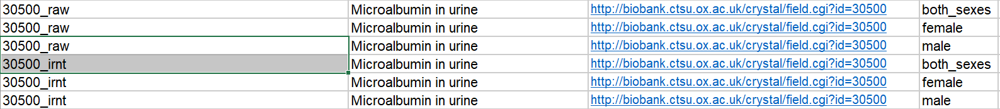 30500_raw Microalbumin in urine http://biobank.ctsu.ox.ac.uk/crystal/field.cgi?id=30500 both_sexes
30500_raw Microalbumin in urine http://biobank.ctsu.ox.ac.uk/crystal/field.cgi?id=30500 female
30500_raw Microalbumin in urine http://biobank.ctsu.ox.ac.uk/crystal/field.cgi?id=30500 male
30500_irnt Microalbumin in urine http://biobank.ctsu.ox.ac.uk/crystal/field.cgi?id=30500 both_sexes
30500_irnt Microalbumin in urine http://biobank.ctsu.ox.ac.uk/crystal/field.cgi?id=30500 female
30500_irnt Microalbumin in urine http://biobank.ctsu.ox.ac.uk/crystal/field.cgi?id=30500 male